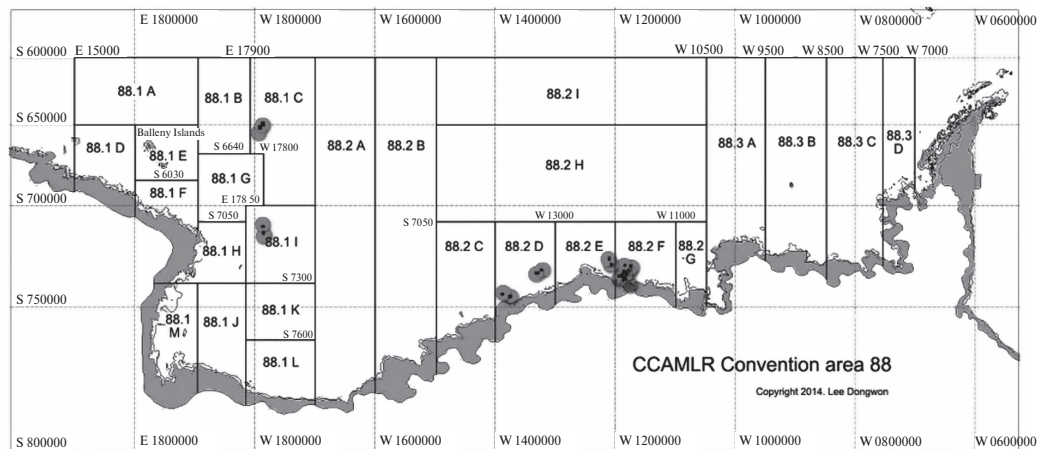 E 1800000 W 1800000 W 1600000 W 1400000 W 1200000 W 1000000 W 0800000 W 0600000
S 600000 E 15000 E 17900 W 10500 W 9500 W 8500 W 7500 W 7000
88.1 A 88.1 B 88.1 C 88.2 I
S 650000
Balleny Islands
88.1 D 88.1 E S 6640 W 17800 88.2 A 88.2 B 88.2 H 88.3 A 88.3 B 88.3 C 88.3
D
S 6030
88.1 F 88.1 G
E 178 50
S 700000
S 7050 S 7050 W 13000 W 11000
88.1 H 88.1 I 88.2 C 88.2 D 88.2 E 88.2 F 88.2
G
S 7300
S 750000
88.1
M 88.1 J 88.1 K
S 7600
88.1 L
CCAMLR Convention area 88
Copyright 2014. Lee Dongwon
S 800000 E 1800000 W 1800000 W 1600000 W 1400000 W 1200000 W 1000000 W 0800000 W 0600000